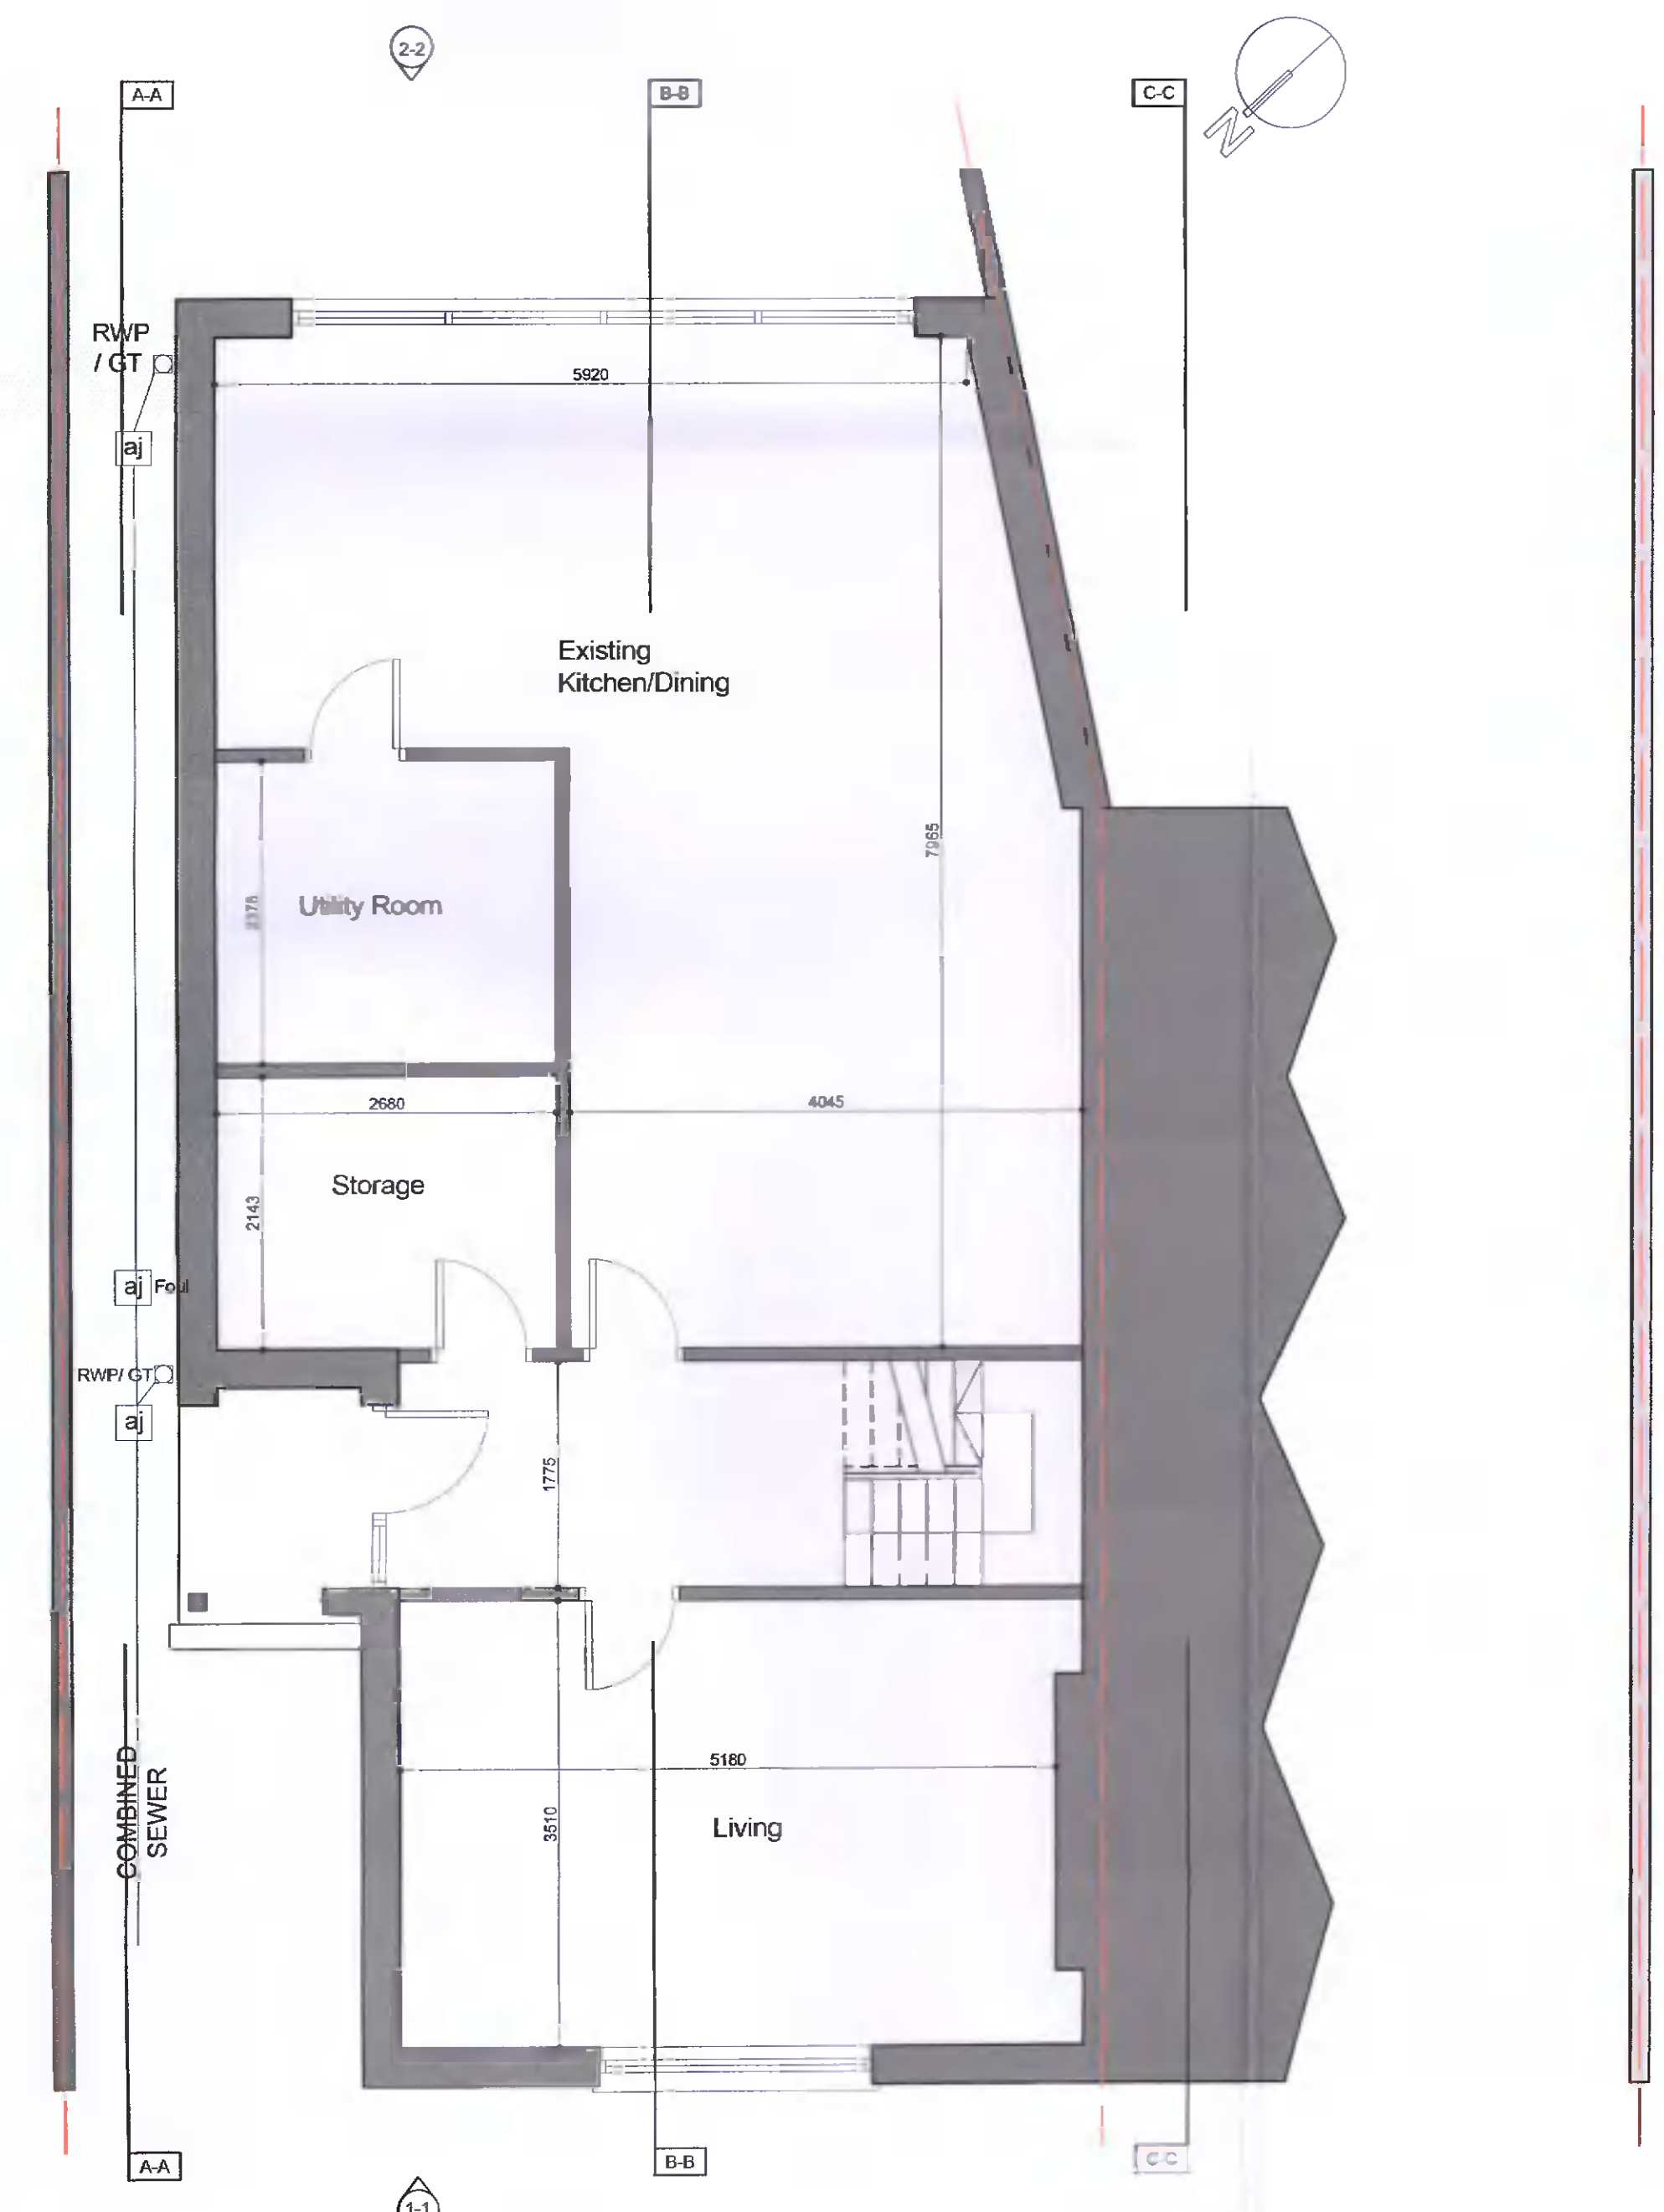 2-2
A-A
B-B
C-C
N
RWP
/ GT
aj
5920
Existing
Kitchen/Dining
7965
Utility Room
2680
4045
Storage
2143
aj Foul
RWP/ GT
aj
1775
5180
3510
Living
COMBINED
SEWER
A-A
B-B
C-C
1-1